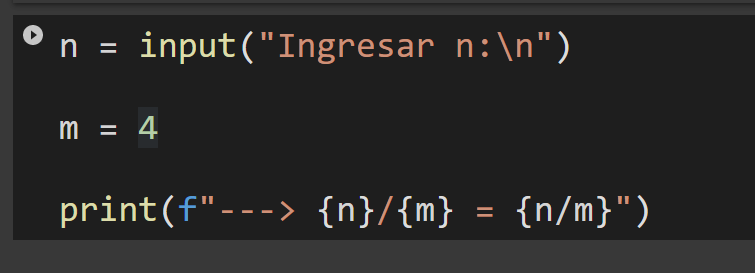 n = input("Ingresar n:\n")
m = 4
print(f"---> {n}/{m} = {n/m}")